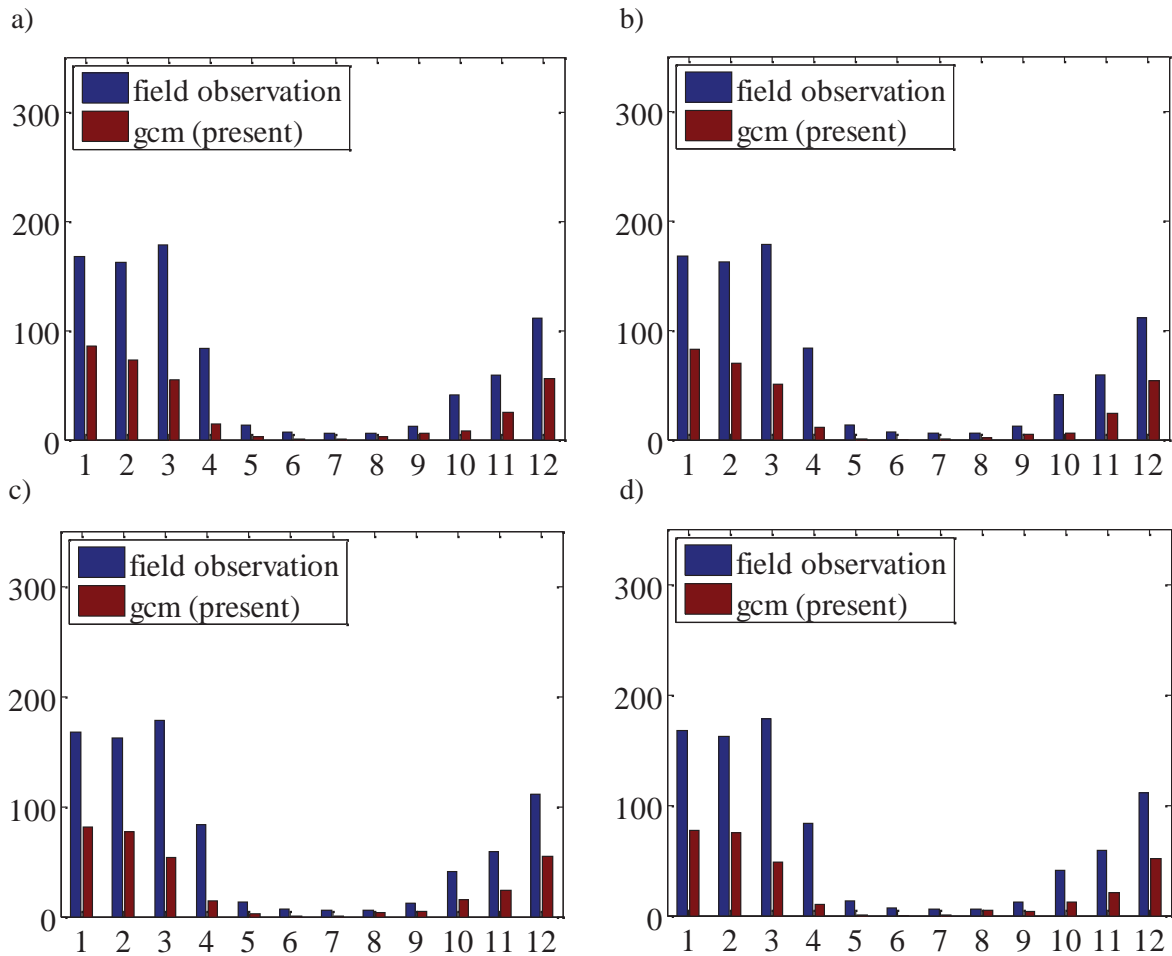 a)
field observation
gcm (present)
300
200
100
0
1 2 3 4 5 6 7 8 9 10 11 12
b)
field observation
gcm (present)
300
200
100
0
1 2 3 4 5 6 7 8 9 10 11 12
c)
field observation
gcm (present)
300
200
100
0
1 2 3 4 5 6 7 8 9 10 11 12
d)
field observation
gcm (present)
300
200
100
0
1 2 3 4 5 6 7 8 9 10 11 12